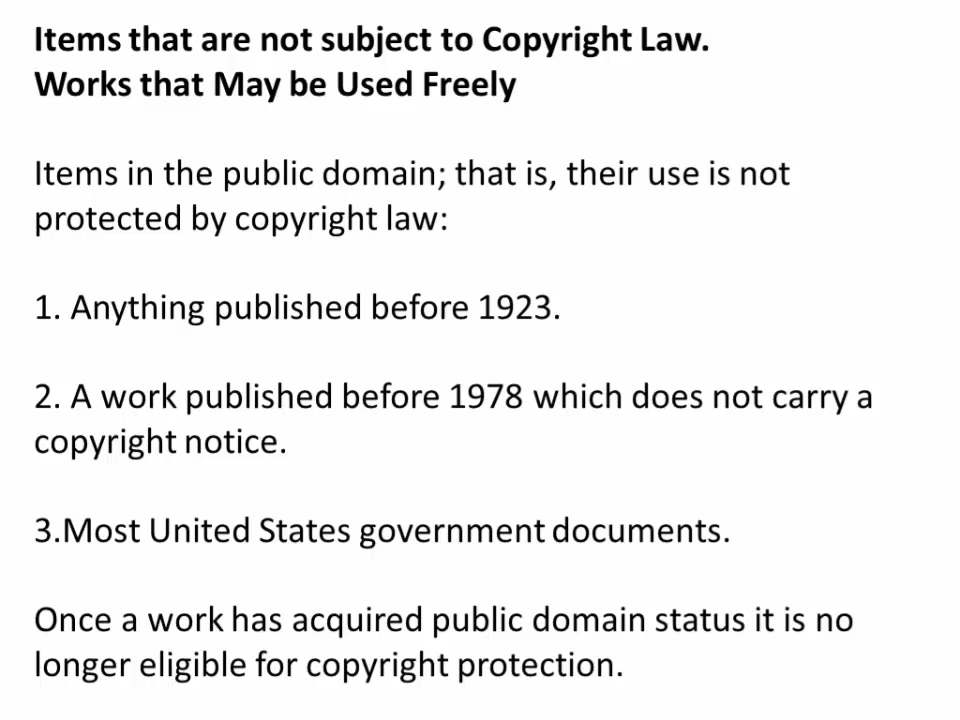 Items that are not subject to Copyright Law.
Works that May be Used Freely
Items in the public domain; that is, their use is not
protected by copyright law:
1. Anything published before 1923.
2. A work published before 1978 which does not carry a
copyright notice.
3.Most United States government documents.
Once a work has acquired public domain status it is no
longer eligible for copyright protection.